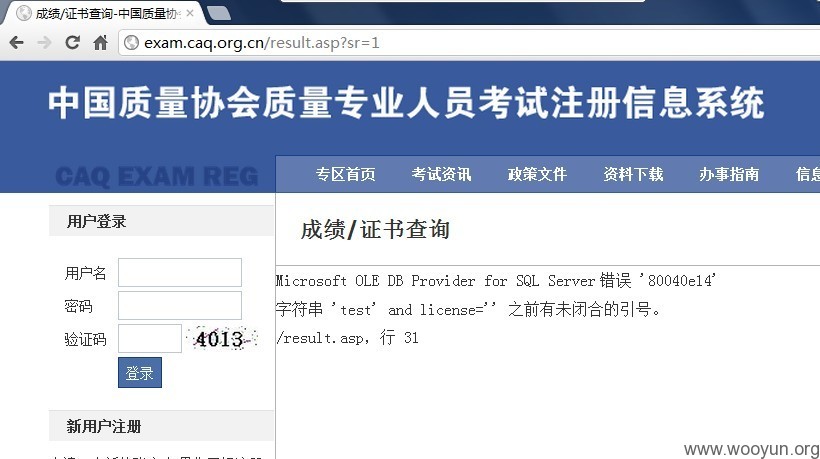 成绩/证书查询-中国质量协
exam.caq.org.cn/result.asp?sr=1
中国质量协会质量专业人员考试注册信息系统
CAQ EXAM REG
专区首页 考试资讯 政策文件 资料下载 办事指南 信息
用户登录
成绩/证书查询
用户名
密码
验证码 4013
登录
Microsoft OLE DB Provider for SQL Server 错误 '80040e14'
字符串 'test' and license='' 之前有未闭合的引号。
/result.asp，行 31
新用户注册
www.wooyun.org